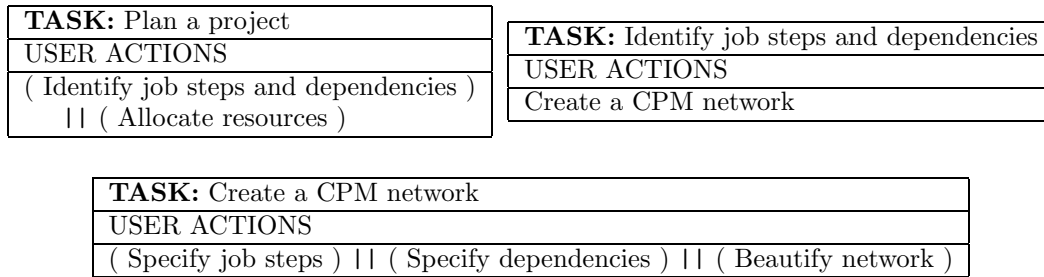 TASK: Plan a project
USER ACTIONS
( Identify job steps and dependencies )
|| ( Allocate resources )
TASK: Identify job steps and dependencies
USER ACTIONS
Create a CPM network
TASK: Create a CPM network
USER ACTIONS
( Specify job steps ) || ( Specify dependencies ) || ( Beautify network )